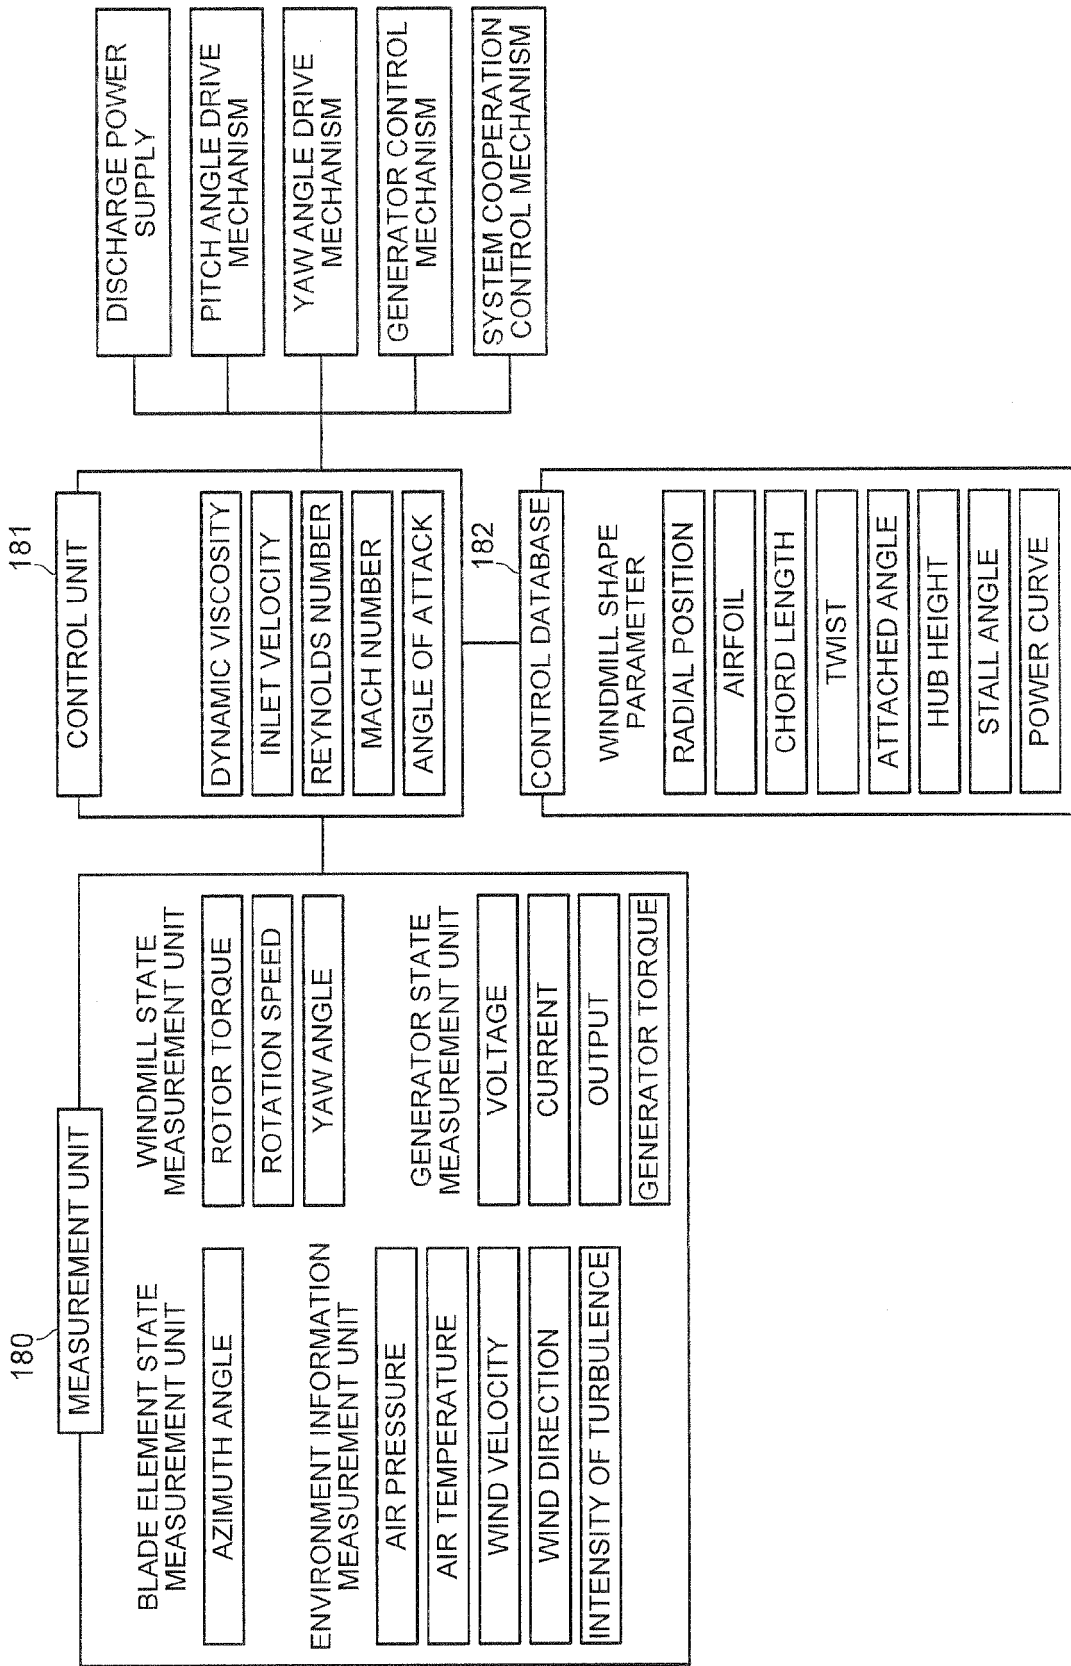 180
MEASUREMENT UNIT
BLADE ELEMENT STATE
MEASUREMENT UNIT
AZIMUTH ANGLE
ENVIRONMENT INFORMATION
MEASUREMENT UNIT
AIR PRESSURE
AIR TEMPERATURE
WIND VELOCITY
WIND DIRECTION
INTENSITY OF TURBULENCE
WINDMILL STATE
MEASUREMENT UNIT
ROTOR TORQUE
ROTATION SPEED
YAW ANGLE
GENERATOR STATE
MEASUREMENT UNIT
VOLTAGE
CURRENT
OUTPUT
GENERATOR TORQUE
181
CONTROL UNIT
DYNAMIC VISCOSITY
INLET VELOCITY
REYNOLDS NUMBER
MACH NUMBER
ANGLE OF ATTACK
182
CONTROL DATABASE
WINDMILL SHAPE
PARAMETER
RADIAL POSITION
AIRFOIL
CHORD LENGTH
TWIST
ATTACHED ANGLE
HUB HEIGHT
STALL ANGLE
POWER CURVE
DISCHARGE POWER
SUPPLY
PITCH ANGLE DRIVE
MECHANISM
YAW ANGLE DRIVE
MECHANISM
GENERATOR CONTROL
MECHANISM
SYSTEM COOPERATION
CONTROL MECHANISM